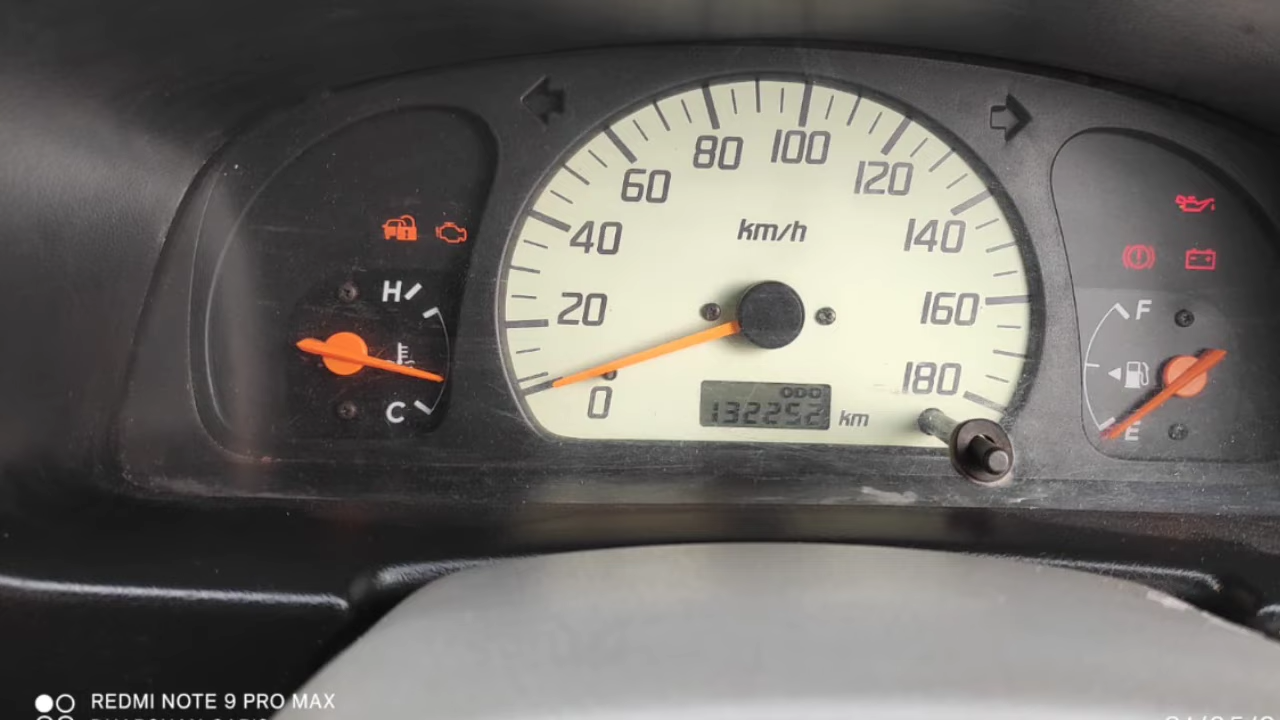 80 100
60 120
40 km/h 140
H
20 160 F
180
ODO
C 0 132252 km E
REDMI NOTE 9 PRO MAX